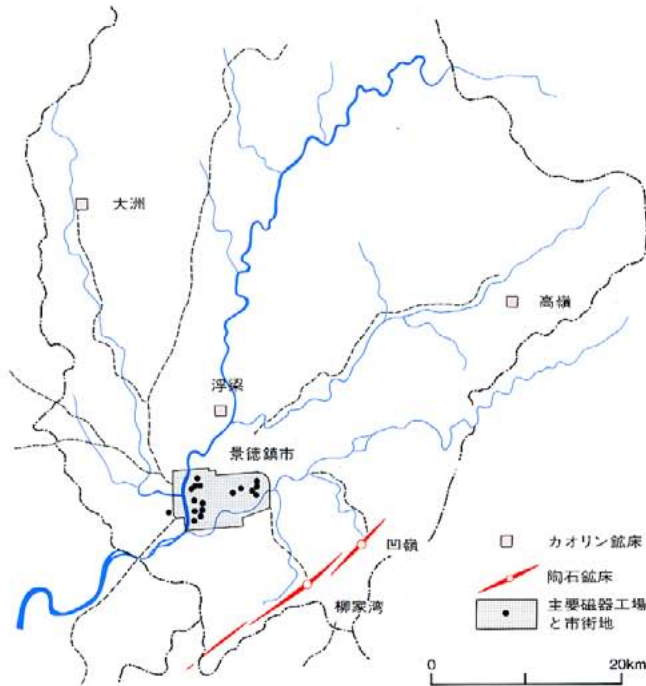 大洲
高嶺
浮梁
景徳鎮市
凹嶺
柳家湾
カオリン鉱床
陶石鉱床
主要磁器工場
と市街地
0 20km